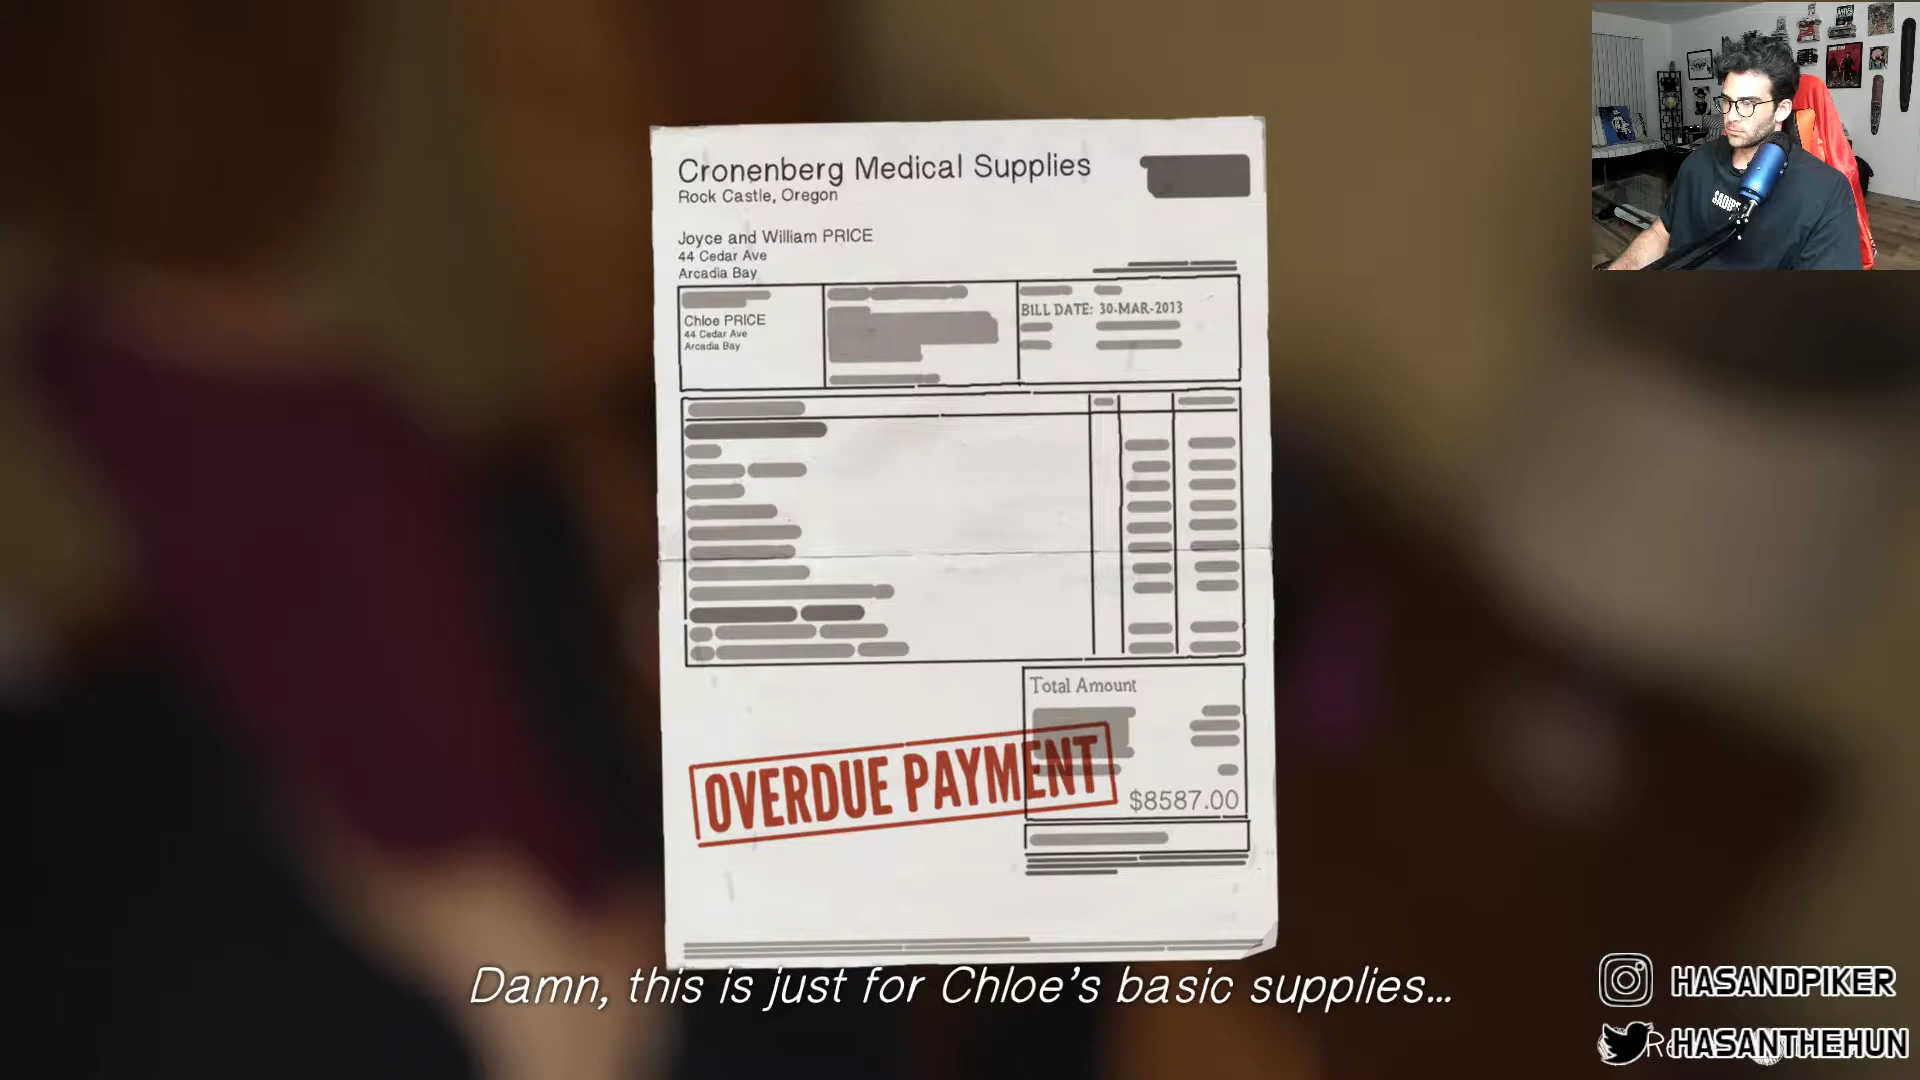 Cronenberg Medical Supplies
Rock Castle, Oregon
Joyce and William PRICE
44 Cedar Ave
Arcadia Bay
Chloe PRICE
44 Cedar Ave
Arcadia Bay
BILL DATE: 30-MAR-2013
Total Amount
OVERDUE PAYMENT
$8587.00
Damn, this is just for Chloe's basic supplies...
HASANDPIKER
HASANTHEHUN